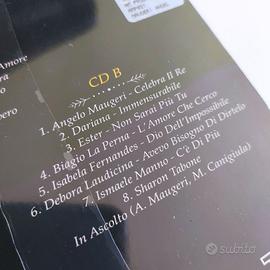 Amore
CD B
1. Angelo Maugeri - Celebra Il Re
2. Dariana - Immensurabile
3. Ester - Non Sarai Più Tu
4. Biagio La Perna - L'Amore Che Cerco
5. Isabela Fernandes - Dio Dell'Impossibile
6. Debora Laudicina - Avevo Bisogno Di Dirtelo
7. Ismaele Manno - C'è Di Più
8. Sharon Tabone
In Ascolto (A. Maugeri, M. Canigiula)
subito